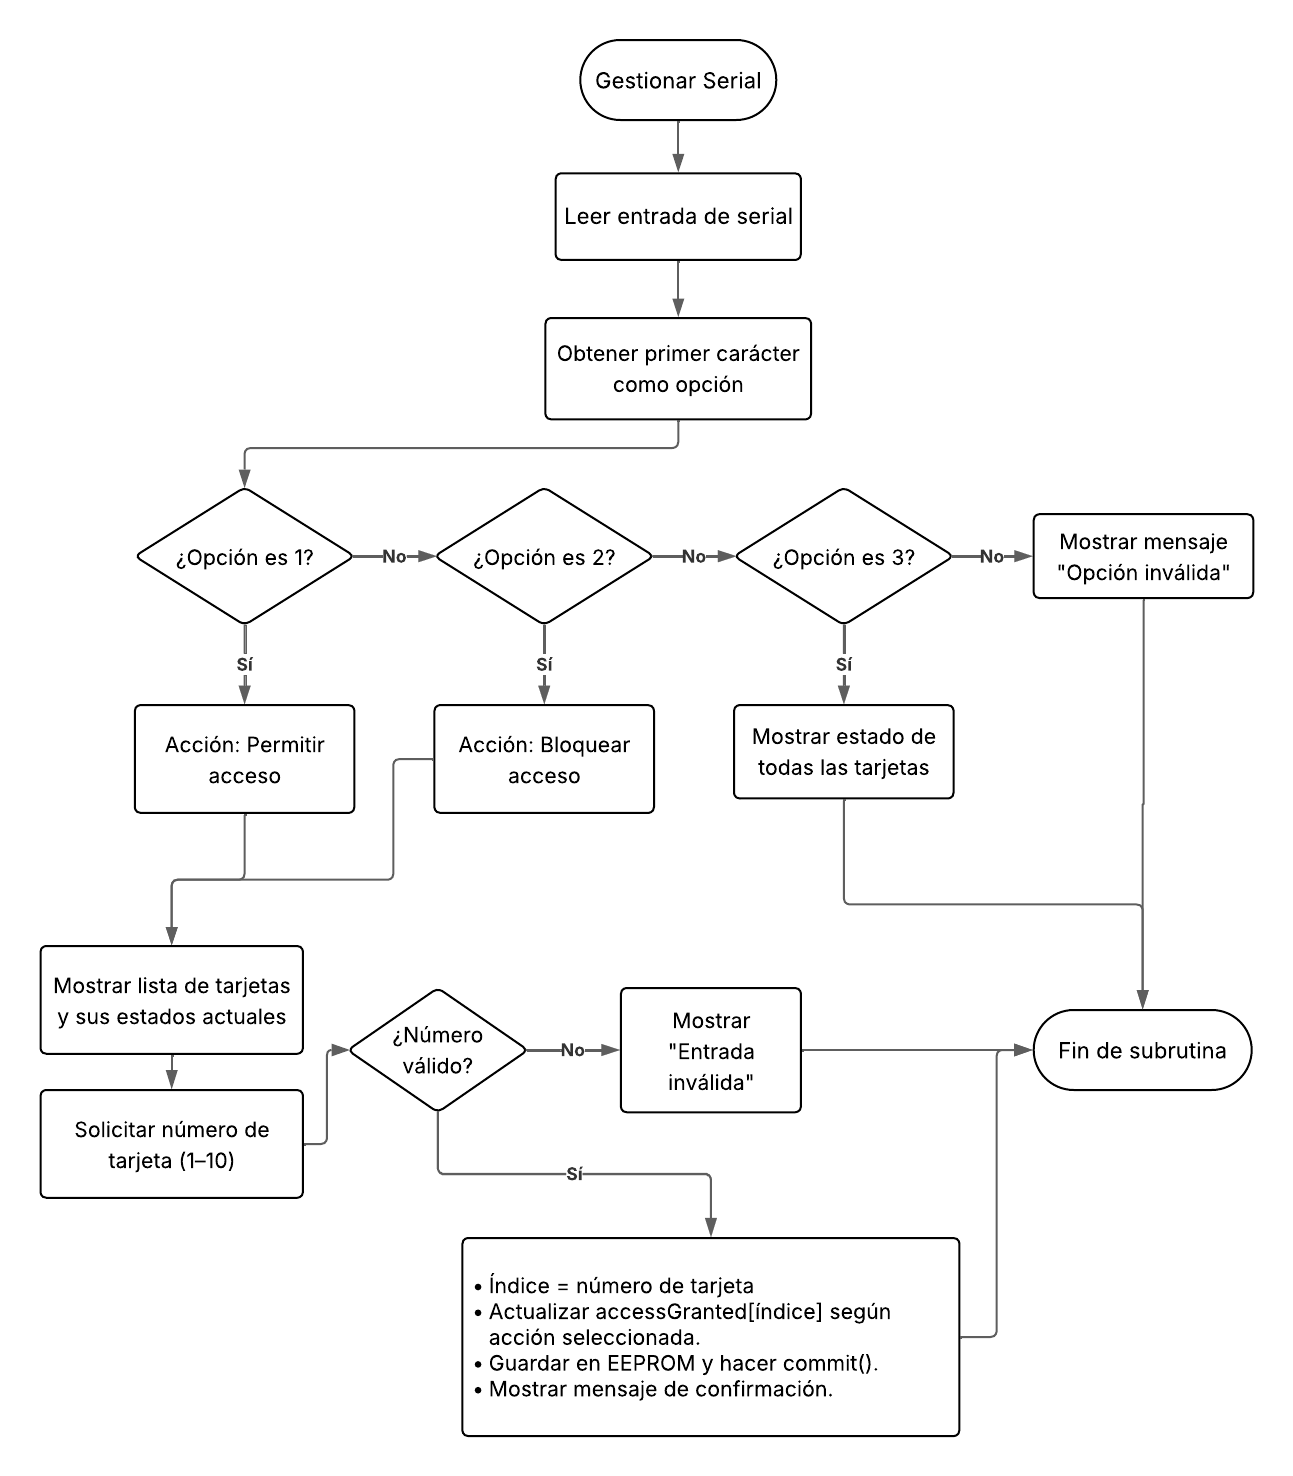 Gestionar Serial
Leer entrada de serial
Obtener primer carácter
como opción
¿Opción es 1?
No
¿Opción es 2?
No
¿Opción es 3?
No
Mostrar mensaje
"Opción inválida"
Sí
Sí
Sí
Acción: Permitir
acceso
Acción: Bloquear
acceso
Mostrar estado de
todas las tarjetas
Mostrar lista de tarjetas
y sus estados actuales
¿Número
válido?
No
Mostrar
"Entrada
inválida"
Fin de subrutina
Solicitar número de
tarjeta (1–10)
Sí
• Índice = número de tarjeta
• Actualizar accessGranted[índice] según
acción seleccionada.
• Guardar en EEPROM y hacer commit().
• Mostrar mensaje de confirmación.